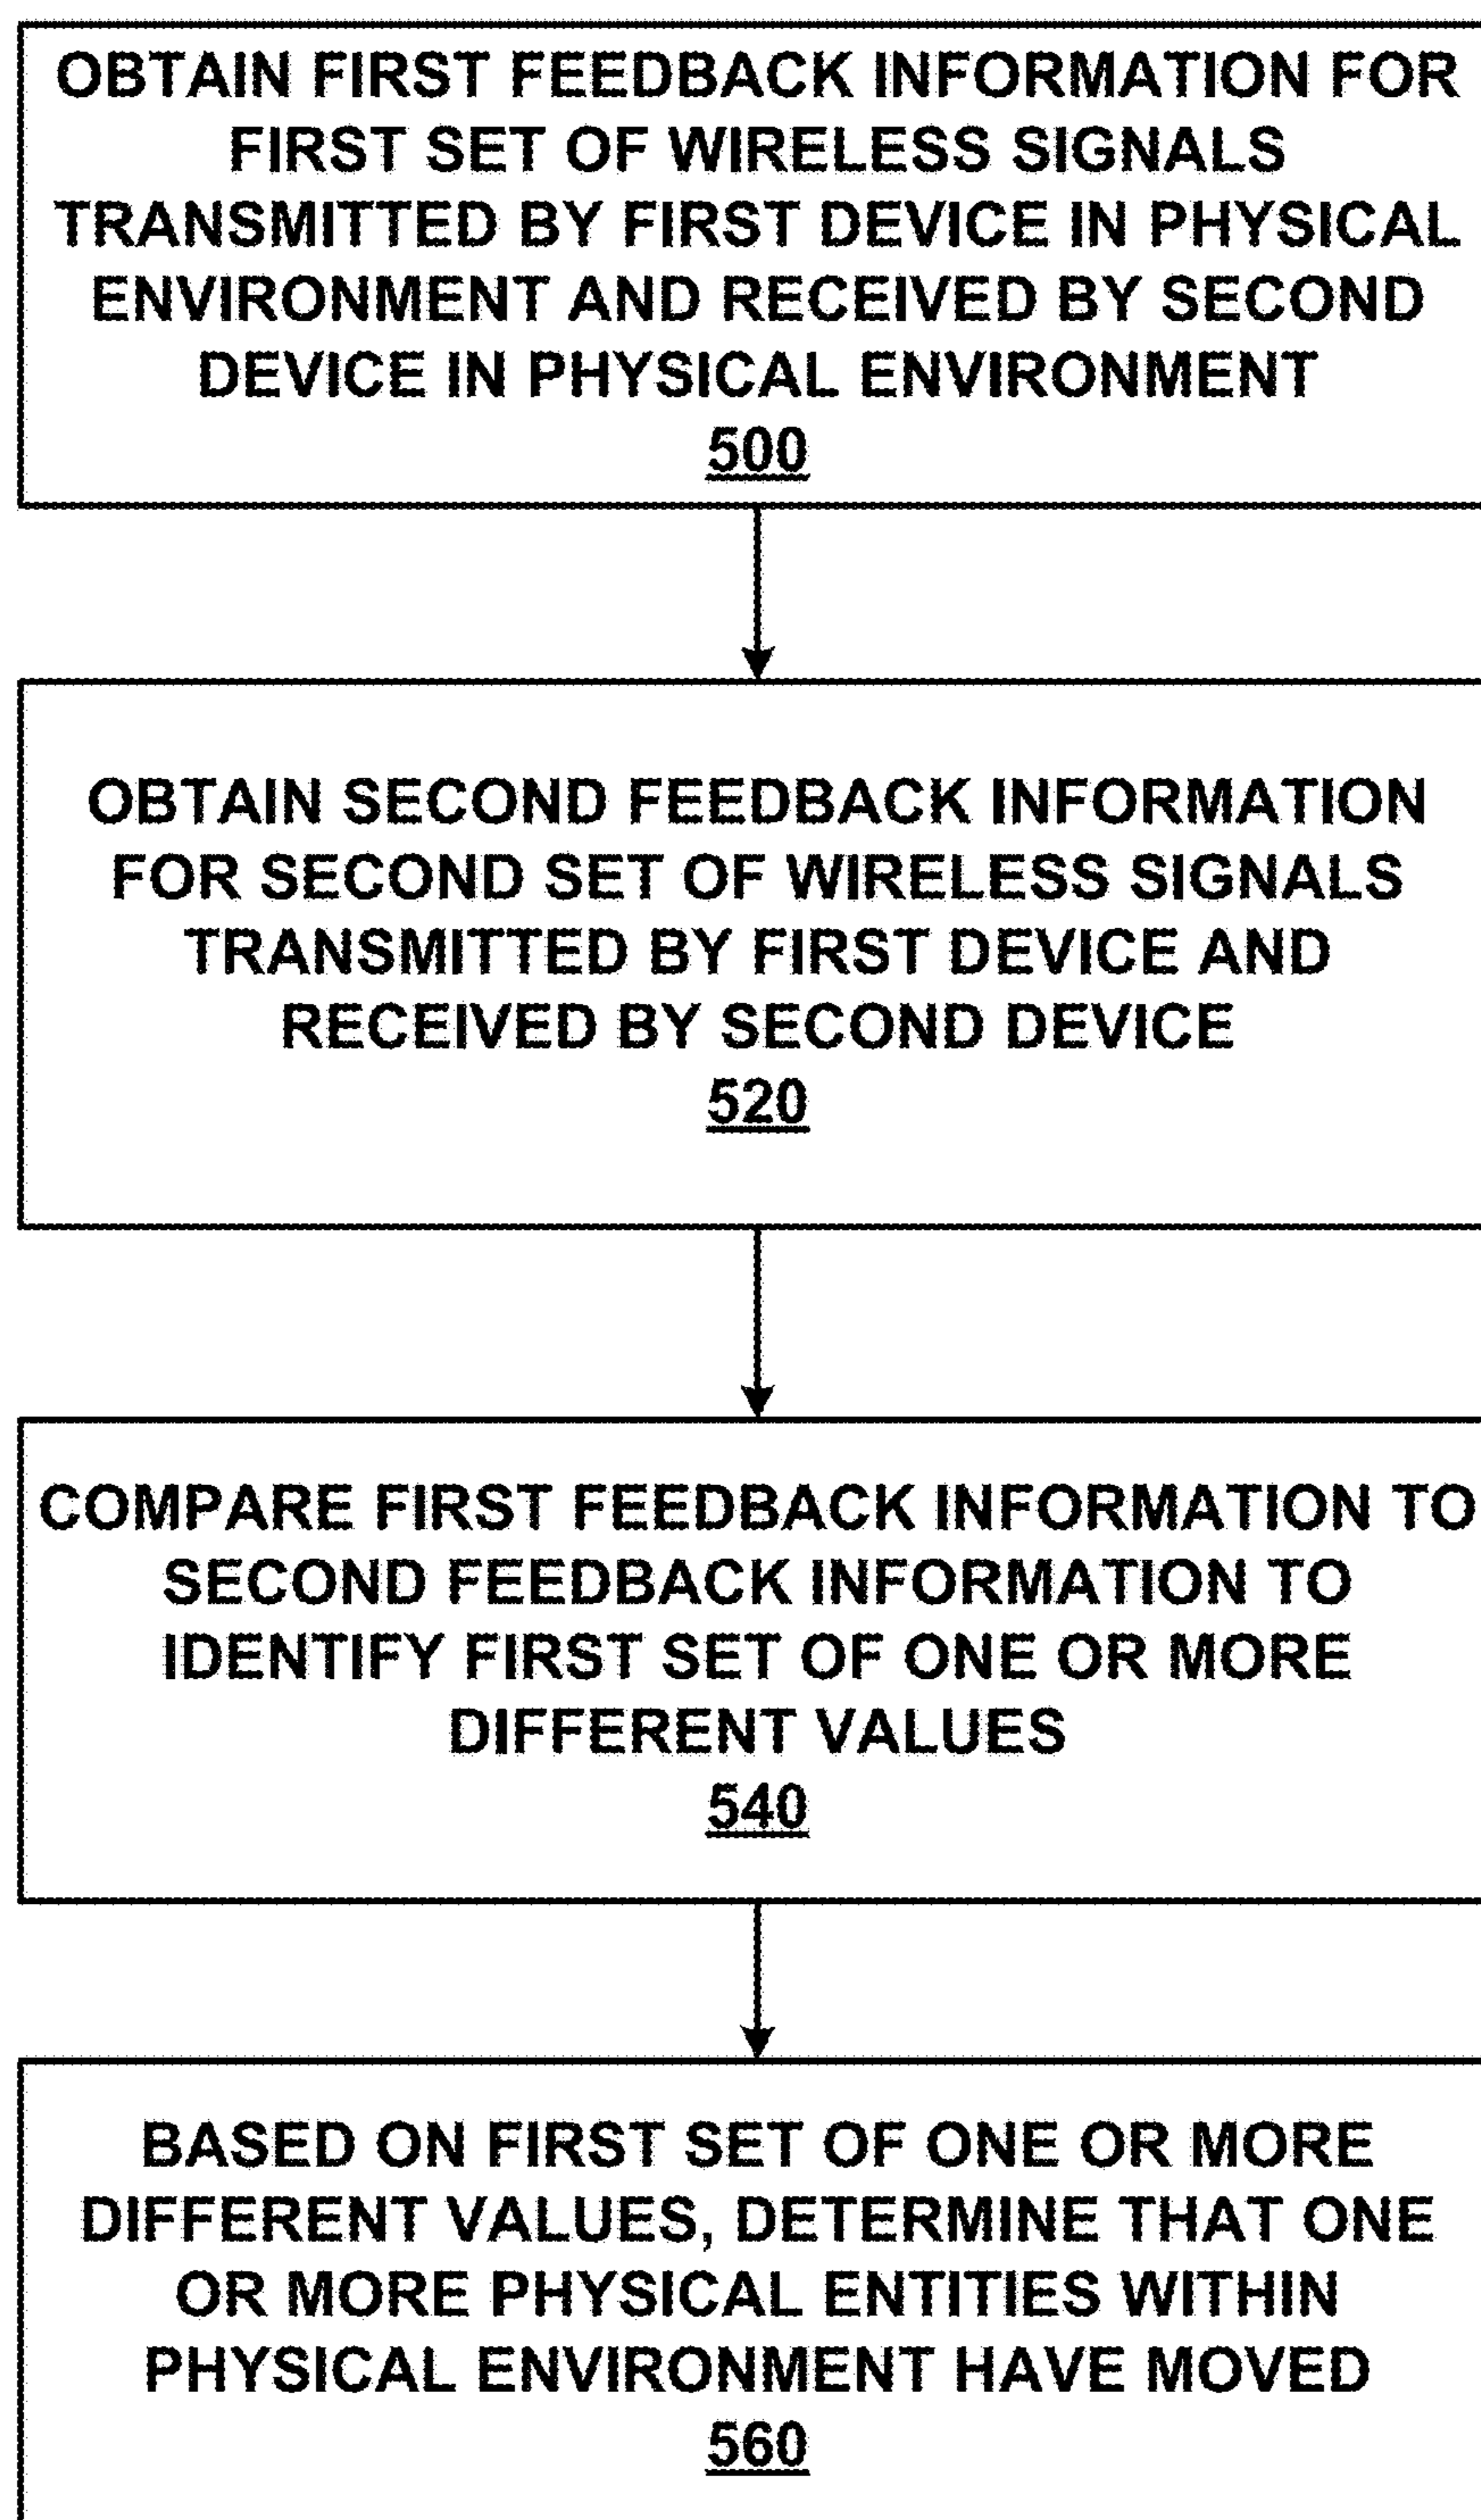 OBTAIN FIRST FEEDBACK INFORMATION FOR
FIRST SET OF WIRELESS SIGNALS
TRANSMITTED BY FIRST DEVICE IN PHYSICAL
ENVIRONMENT AND RECEIVED BY SECOND
DEVICE IN PHYSICAL ENVIRONMENT
500
OBTAIN SECOND FEEDBACK INFORMATION
FOR SECOND SET OF WIRELESS SIGNALS
TRANSMITTED BY FIRST DEVICE AND
RECEIVED BY SECOND DEVICE
520
COMPARE FIRST FEEDBACK INFORMATION TO
SECOND FEEDBACK INFORMATION TO
IDENTIFY FIRST SET OF ONE OR MORE
DIFFERENT VALUES
540
BASED ON FIRST SET OF ONE OR MORE
DIFFERENT VALUES, DETERMINE THAT ONE
OR MORE PHYSICAL ENTITIES WITHIN
PHYSICAL ENVIRONMENT HAVE MOVED
560